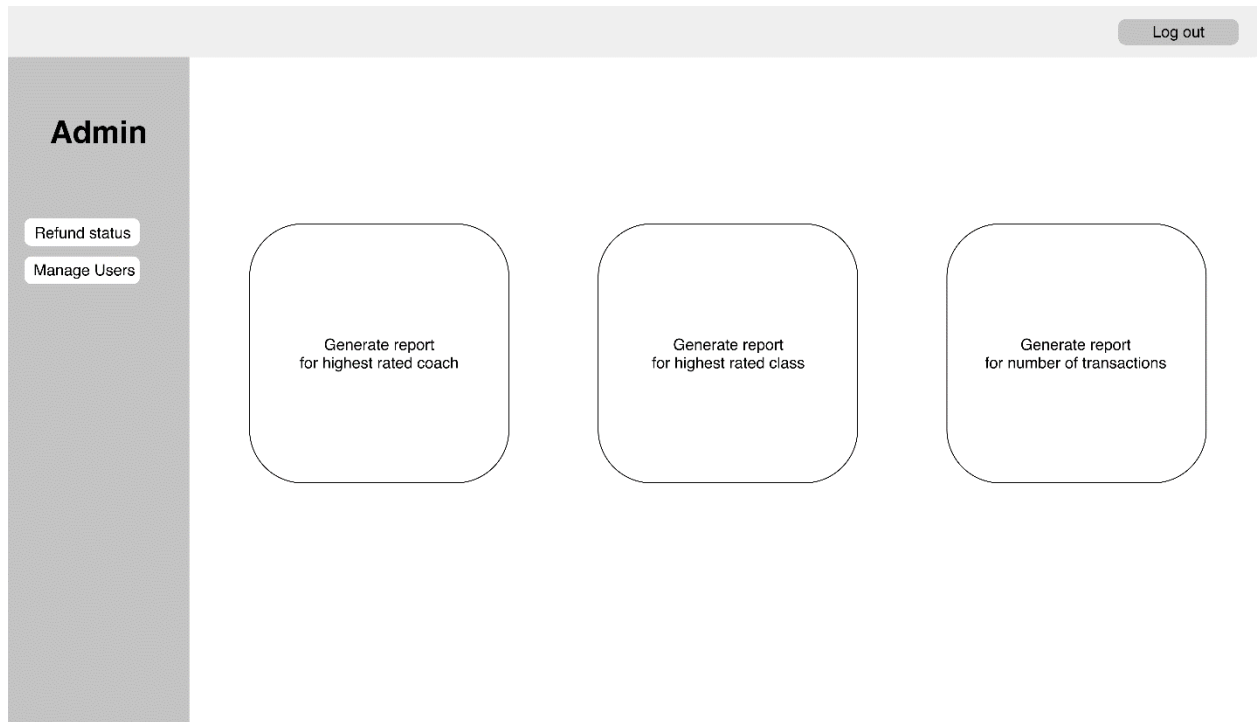 Log out
Admin
Refund status
Manage Users
Generate report
for highest rated coach
Generate report
for highest rated class
Generate report
for number of transactions